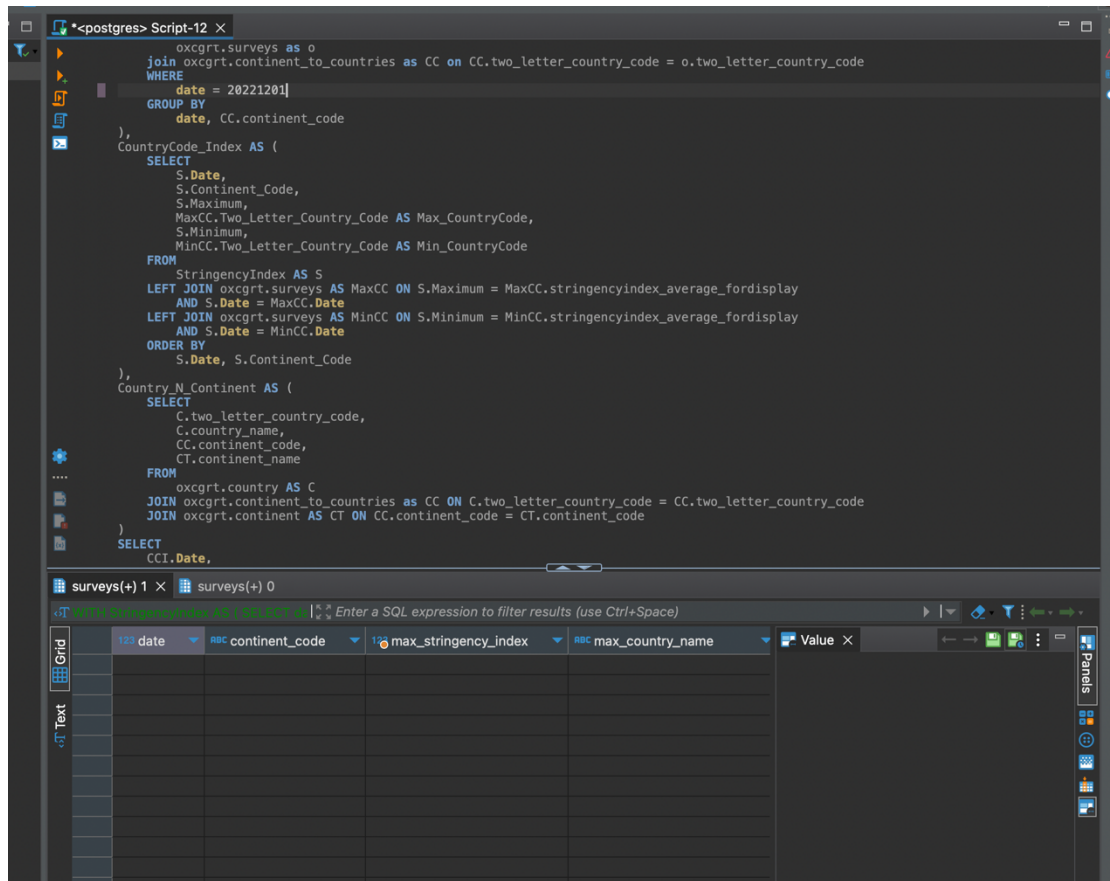 *<postgres> Script-12
oxcgrt.surveys as o
join oxcgrt.continent_to_countries as CC on CC.two_letter_country_code = o.two_letter_country_code
WHERE
date = 20221201
GROUP BY
date, CC.continent_code
),
CountryCode_Index AS (
SELECT
S.Date,
S.Continent_Code,
S.Maximum,
MaxCC.Two_Letter_Country_Code AS Max_CountryCode,
S.Minimum,
MinCC.Two_Letter_Country_Code AS Min_CountryCode
FROM
StringencyIndex AS S
LEFT JOIN oxcgrt.surveys AS MaxCC ON S.Maximum = MaxCC.stringencyindex_average_fordisplay
AND S.Date = MaxCC.Date
LEFT JOIN oxcgrt.surveys AS MinCC ON S.Minimum = MinCC.stringencyindex_average_fordisplay
AND S.Date = MinCC.Date
ORDER BY
S.Date, S.Continent_Code
),
Country_N_Continent AS (
SELECT
C.two_letter_country_code,
C.country_name,
CC.continent_code,
CT.continent_name
FROM
oxcgrt.country AS C
JOIN oxcgrt.continent_to_countries as CC ON C.two_letter_country_code = CC.two_letter_country_code
JOIN oxcgrt.continent AS CT ON CC.continent_code = CT.continent_code
)
SELECT
CCI.Date,
surveys(+) 1 surveys(+) 0
WITH StringencyIndex AS ( SELECT da Enter a SQL expression to filter results (use Ctrl+Space)
123 date ABC continent_code 123 max_stringency_index ABC max_country_name Value
Grid
Text
Panels